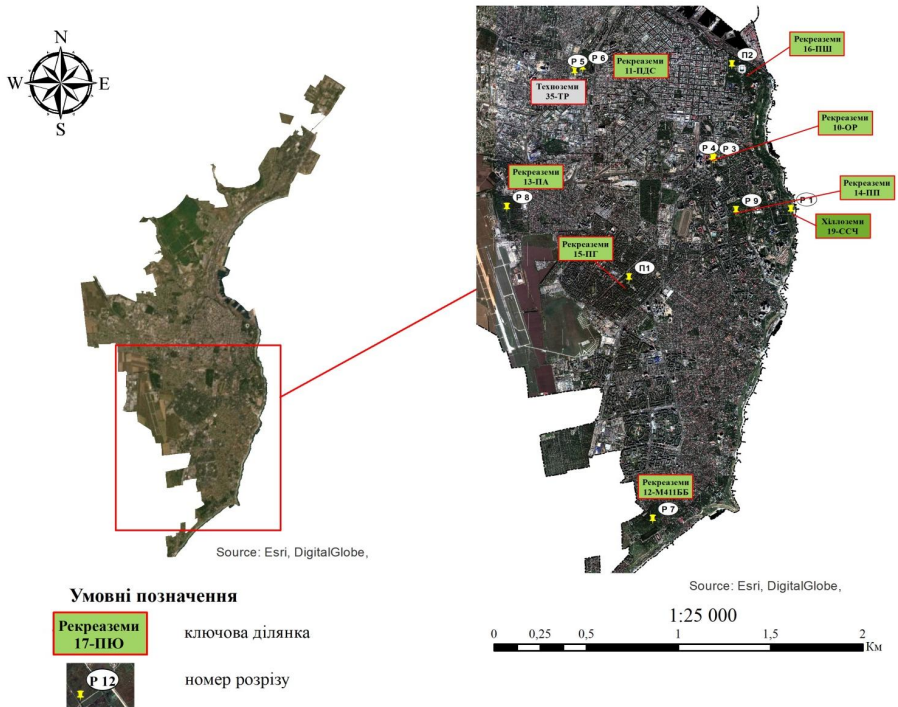 N
W
E
S
Source: Esri, DigitalGlobe,
Умовні позначення
Рекреаземи
17-ПЮ
ключова ділянка
Р 12
номер розрізу
П2
Рекреаземи
16-ПШ
Р 5
Р 6
Рекреаземи
11-ПДС
Техноземи
35-ТР
Рекреаземи
10-ОР
Р 4
Р 3
Рекреаземи
13-ПА
Р 8
Рекреаземи
14-ПП
Р 9
Р 1
Хіллоземи
19-ССЧ
Рекреаземи
15-ПГ
П1
Рекреаземи
12-М411ББ
Р 7
Source: Esri, DigitalGlobe,
1:25 000
0 0,25 0,5 1 1,5 2
Км